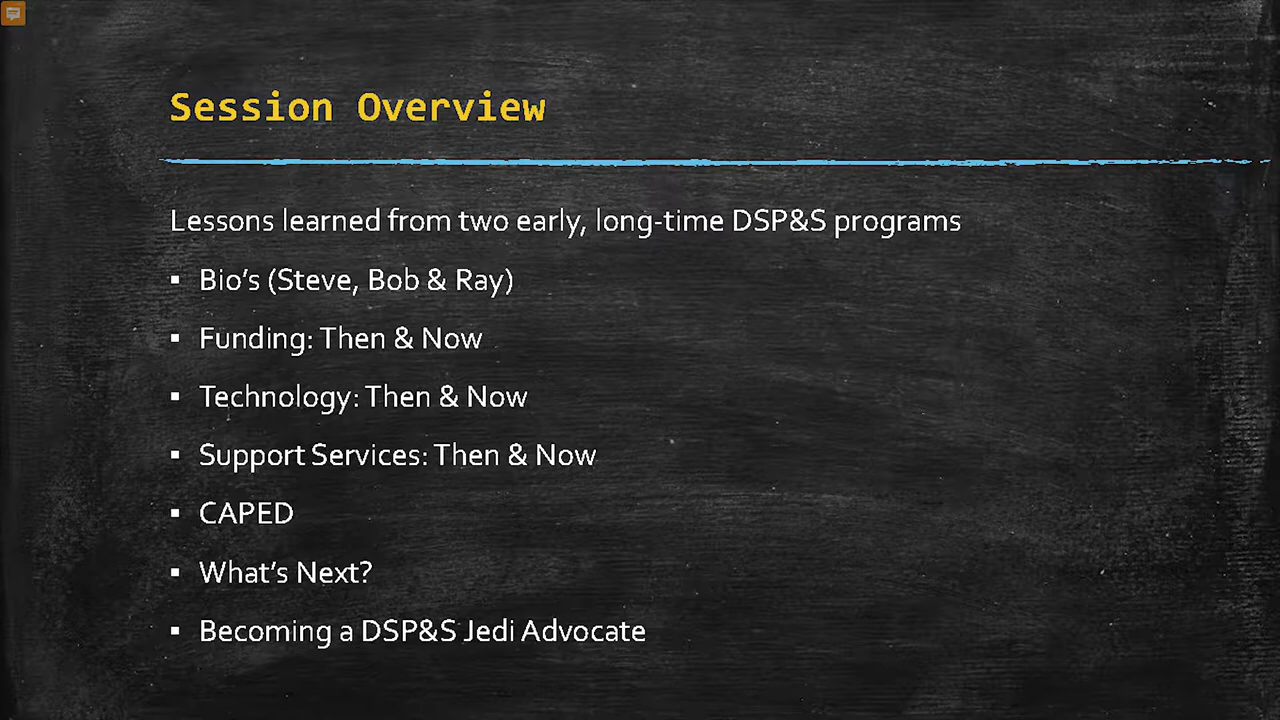 Session Overview
Lessons learned from two early, long-time DSP&S programs
▪ Bio's (Steve, Bob & Ray)
▪ Funding: Then & Now
▪ Technology: Then & Now
▪ Support Services: Then & Now
▪ CAPED
▪ What's Next?
▪ Becoming a DSP&S Jedi Advocate